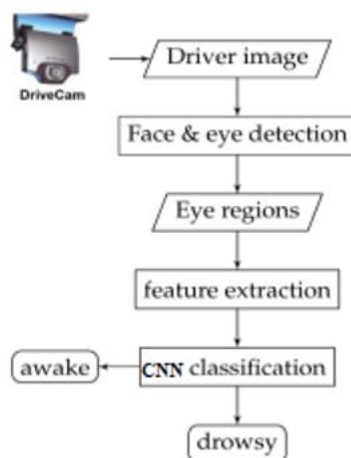 DriveCam
Driver image
Face & eye detection
Eye regions
feature extraction
awake
CNN classification
drowsy